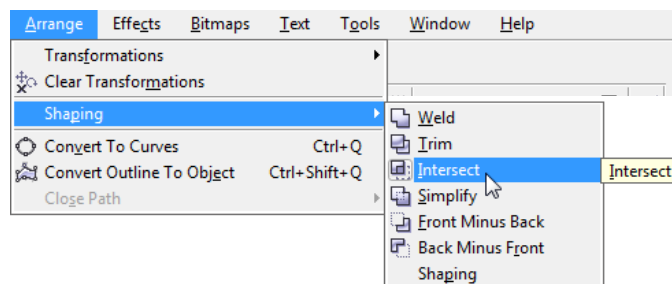 Arrange Effects Bitmaps Text Tools Window Help
Transformations
Clear Transformations
Shaping
Convert To Curves Ctrl+Q
Convert Outline To Object Ctrl+Shift+Q
Close Path
Weld
Trim
Intersect
Intersect
Simplify
Front Minus Back
Back Minus Front
Shaping